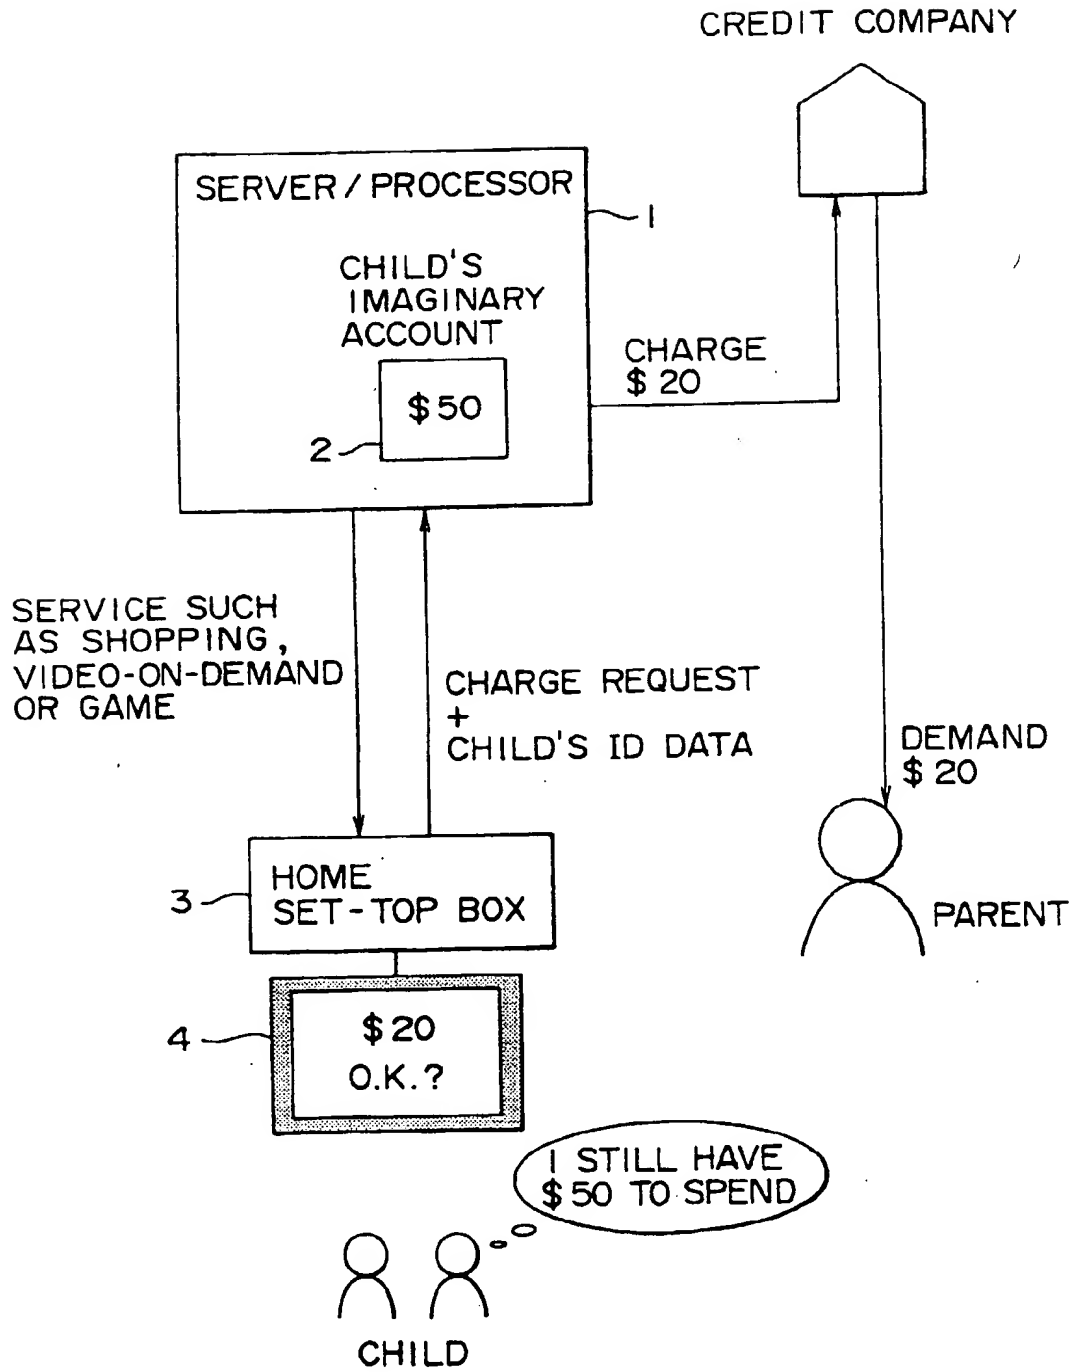 CREDIT COMPANY
SERVER/PROCESSOR
1
CHILD'S
IMAGINARY
ACCOUNT
$50
2
CHARGE
$20
SERVICE SUCH
AS SHOPPING,
VIDEO-ON-DEMAND
OR GAME
CHARGE REQUEST
+
CHILD'S ID DATA
DEMAND
$20
PARENT
HOME
SET-TOP BOX
3
$20
O.K.?
4
I STILL HAVE
$50 TO SPEND
CHILD